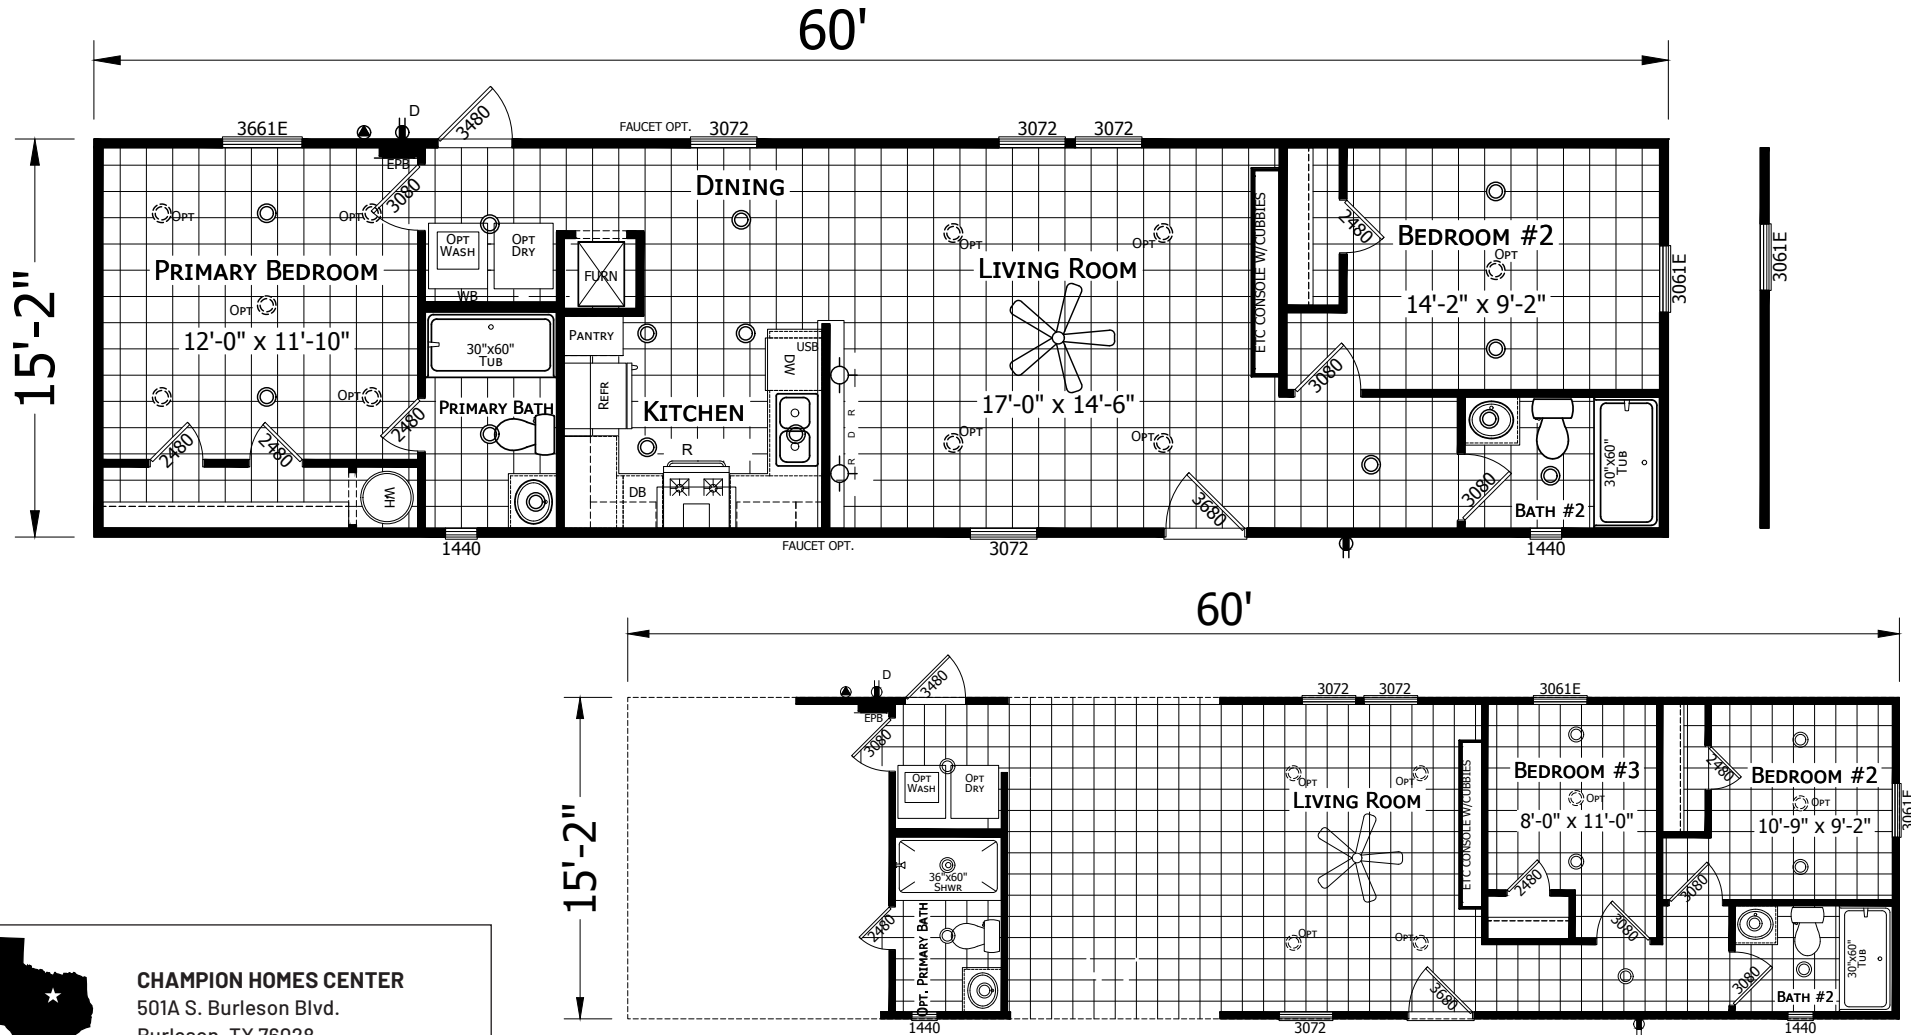 60'
15'-2"
3661E
D
3480
FAUCET OPT.
3072
3072
3072
EPB
3080
DINING
OPT
OPT
OPT WASH
OPT DRY
WB
FURN
PRIMARY BEDROOM
OPT
12'-0" X 11'-10"
30"x60" TUB
PANTRY
REFR
USB
DW
KITCHEN
R
DB
PRIMARY BATH
OPT
2480
2480
2480
WH
1440
FAUCET OPT.
R
D
R
LIVING ROOM
17'-0" X 14'-6"
OPT
OPT
OPT
OPT
ETC CONSOLE W/CUBBIES
2480
BEDROOM #2
OPT
14'-2" X 9'-2"
3061E
3061E
3080
3680
3072
3080
30"x60" TUB
BATH #2
1440
60'
15'-2"
D
3480
EPB
3080
OPT WASH
OPT DRY
36"x60" SHWR
2480
OPT. PRIMARY BATH
1440
3072
3072
3061E
OPT
OPT
LIVING ROOM
OPT
OPT
ETC CONSOLE W/CUBBIES
BEDROOM #3
OPT
8'-0" X 11'-0"
2480
3080
2480
BEDROOM #2
OPT
10'-9" X 9'-2"
3061E
3080
3680
3072
3080
30"x60" TUB
BATH #2
1440
CHAMPION HOMES CENTER
501A S. Burleson Blvd.
Burleson, TX 76028